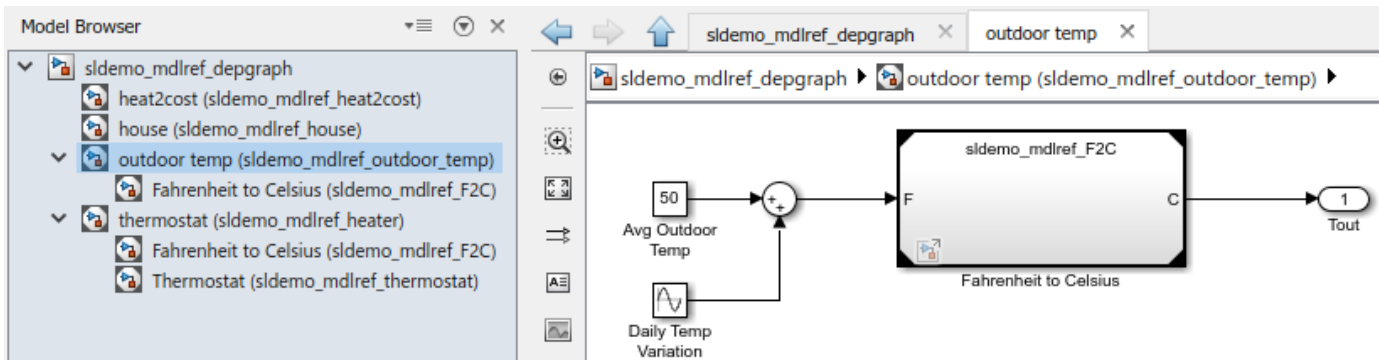 Model Browser
sldemo_mdlref_depgraph
heat2cost (sldemo_mdlref_heat2cost)
house (sldemo_mdlref_house)
outdoor temp (sldemo_mdlref_outdoor_temp)
Fahrenheit to Celsius (sldemo_mdlref_F2C)
thermostat (sldemo_mdlref_heater)
Fahrenheit to Celsius (sldemo_mdlref_F2C)
Thermostat (sldemo_mdlref_thermostat)
sldemo_mdlref_depgraph
outdoor temp
sldemo_mdlref_depgraph
outdoor temp (sldemo_mdlref_outdoor_temp)
A
50
Avg Outdoor
Temp
Daily Temp
Variation
sldemo_mdlref_F2C
F
C
Fahrenheit to Celsius
1
Tout